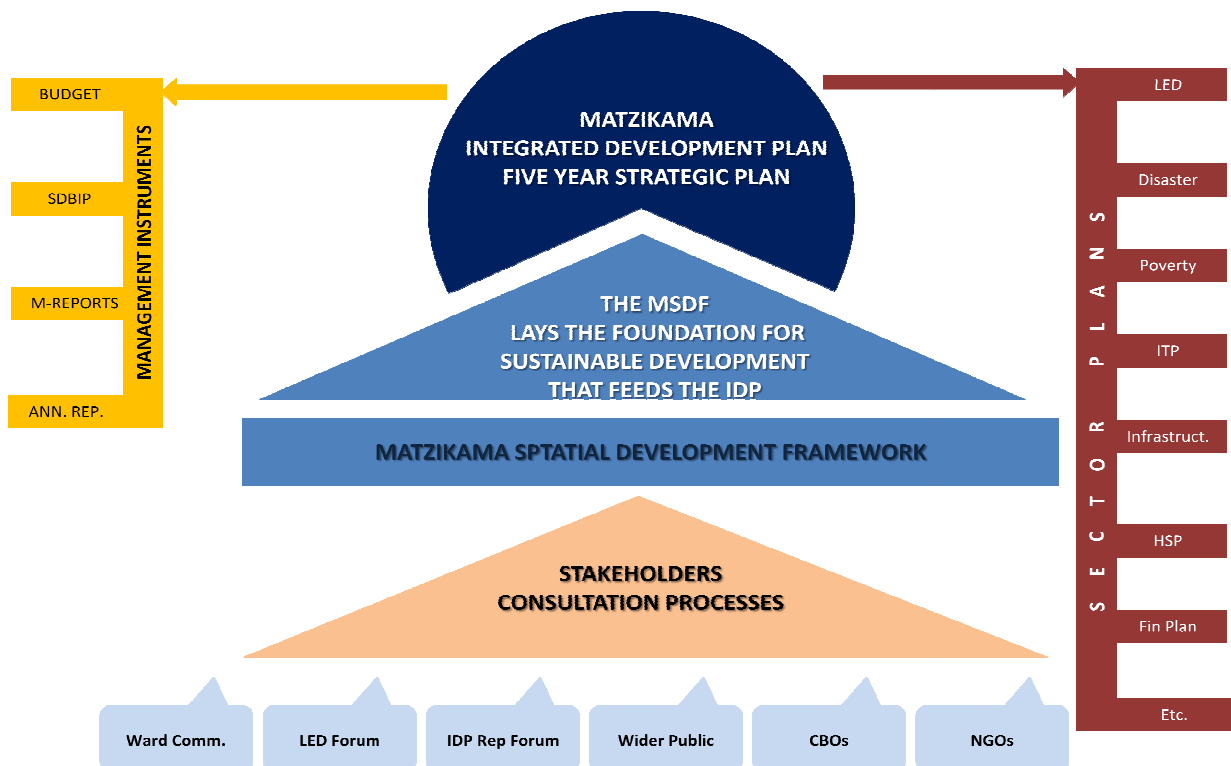 MATZIKAMA
INTEGRATED DEVELOPMENT PLAN
FIVE YEAR STRATEGIC PLAN
BUDGET
SDBIP
M-REPORTS
ANN. REP.
MANAGEMENT INSTRUMENTS
THE MSDF
LAYS THE FOUNDATION FOR
SUSTAINABLE DEVELOPMENT
THAT FEEDS THE IDP
MATZIKAMA SPTATIAL DEVELOPMENT FRAMEWORK
STAKEHOLDERS
CONSULTATION PROCESSES
SECTOR PLANS
LED
Disaster
Poverty
ITP
Infrastruct.
HSP
Fin Plan
Etc.
Ward Comm.
LED Forum
IDP Rep Forum
Wider Public
CBOs
NGOs